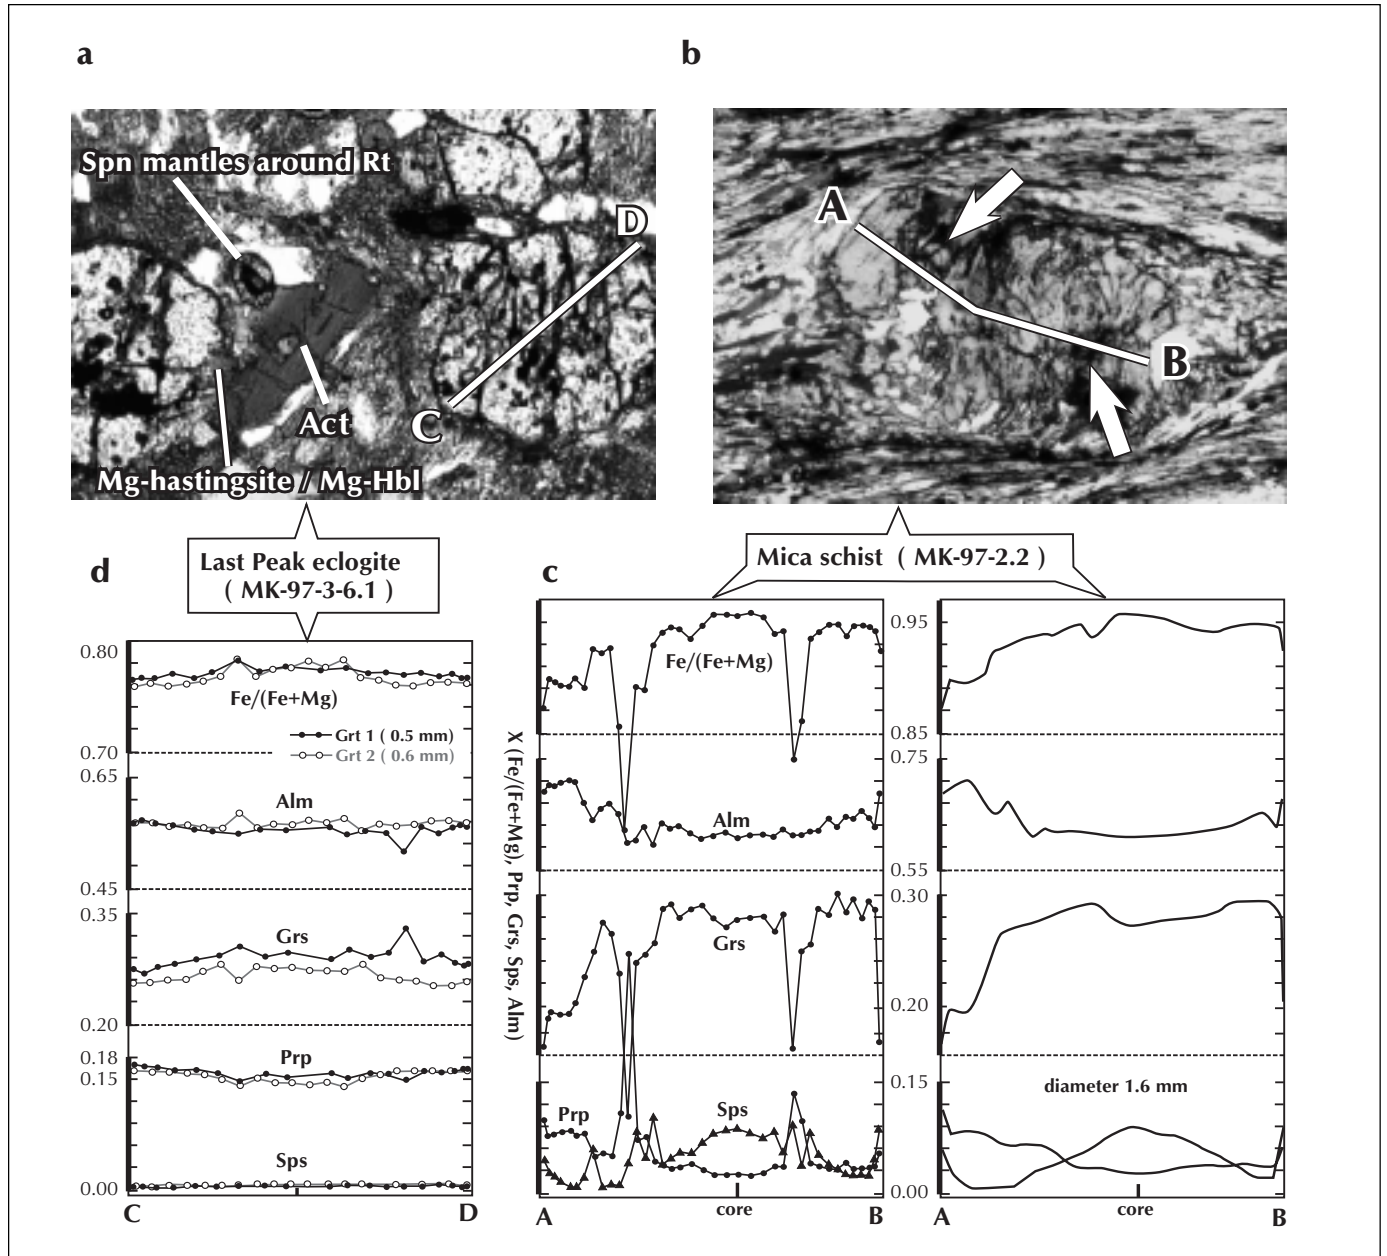 a
b
Spn mantles around Rt
D
Act
C
Mg-hastingsite / Mg-Hbl
A
B
Last Peak eclogite
( MK-97-3-6.1 )
Mica schist ( MK-97-2.2 )
d
0.80
Fe/(Fe+Mg)
Grt 1 ( 0.5 mm)
Grt 2 ( 0.6 mm)
0.70
0.65
Alm
0.45
0.35
Grs
0.20
0.18
Prp
0.15
Sps
0.00
C
D
c
X (Fe/(Fe+Mg), Prp, Grs, Sps, Alm)
Fe/(Fe+Mg)
Alm
Grs
Prp
Sps
A
core
B
0.95
0.85
0.75
0.55
0.30
0.20
0.15
diameter 1.6 mm
0.00
A
core
B